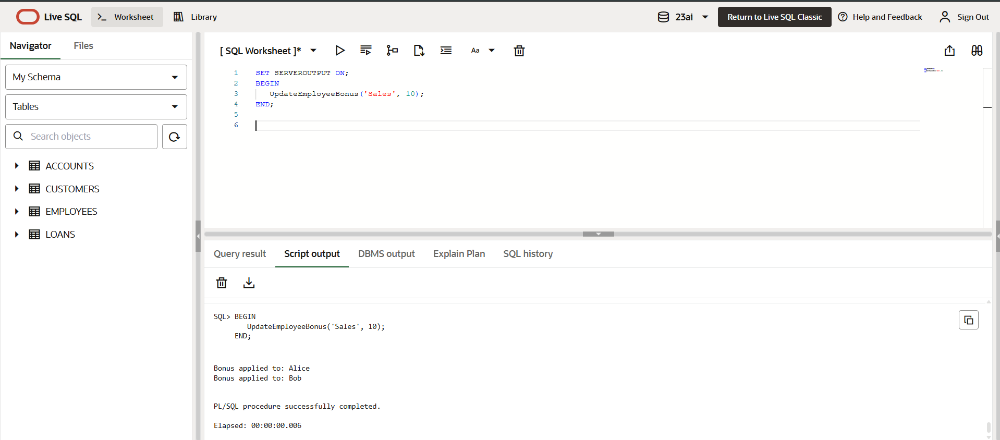 Live SQL
Worksheet
Library
23ai
Return to Live SQL Classic
Help and Feedback
Sign Out
Navigator
Files
My Schema
Tables
Search objects
ACCOUNTS
CUSTOMERS
EMPLOYEES
LOANS
[ SQL Worksheet ]*
Aa
1 SET SERVEROUTPUT ON;
2 BEGIN
3 UpdateEmployeeBonus('Sales', 10);
4 END;
5
6
Query result
Script output
DBMS output
Explain Plan
SQL history
SQL> BEGIN
UpdateEmployeeBonus('Sales', 10);
END;
Bonus applied to: Alice
Bonus applied to: Bob
PL/SQL procedure successfully completed.
Elapsed: 00:00:00.006